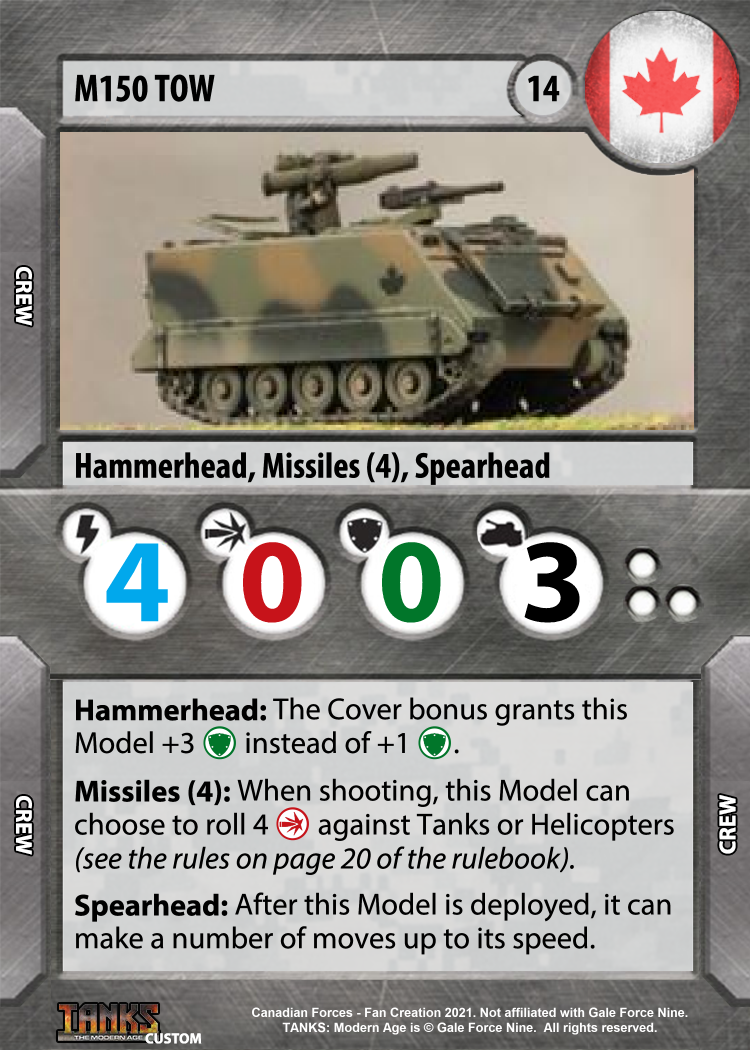 M150 TOW
14
CREW
Hammerhead, Missiles (4), Spearhead
4 0 0 3
Hammerhead: The Cover bonus grants this
Model +3 instead of +1 .
Missiles (4): When shooting, this Model can
choose to roll 4 against Tanks or Helicopters
(see the rules on page 20 of the rulebook).
Spearhead: After this Model is deployed, it can
make a number of moves up to its speed.
CREW
CREW
TANKS
THE MODERN AGE
CUSTOM
Canadian Forces - Fan Creation 2021. Not affiliated with Gale Force Nine.
TANKS: Modern Age is © Gale Force Nine. All rights reserved.